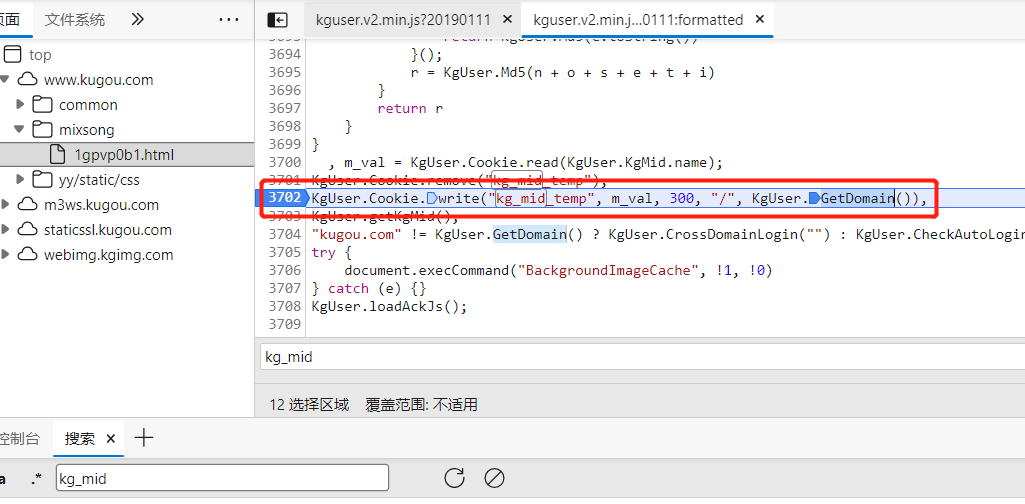 页面
文件系统
kguser.v2.min.js?20190111 ×
kguser.v2.min.j...0111:formatted ×
top
www.kugou.com
common
mixsong
1gpvp0b1.html
yy/static/css
m3ws.kugou.com
staticssl.kugou.com
webimg.kgimg.com
3693 return KgUser.Md5(e.toString())
3694 }();
3695 r = KgUser.Md5(n + o + s + e + t + i)
3696 }
3697 return r
3698 }
3699 }
3700 , m_val = KgUser.Cookie.read(KgUser.KgMid.name);
3701 KgUser.Cookie.remove("kg_mid_temp"),
3702 KgUser.Cookie.write("kg_mid_temp", m_val, 300, "/", KgUser.GetDomain()),
KgUser.getKgMid(),
3704 "kugou.com" != KgUser.GetDomain() ? KgUser.CrossDomainLogin("") : KgUser.CheckAutoLogin
3705 try {
3706 document.execCommand("BackgroundImageCache", !1, !0)
3707 } catch (e) {}
3708 KgUser.loadAckJs();
3709
kg_mid
12 选择区域 覆盖范围: 不适用
控制台 搜索 ×
a .* kg_mid